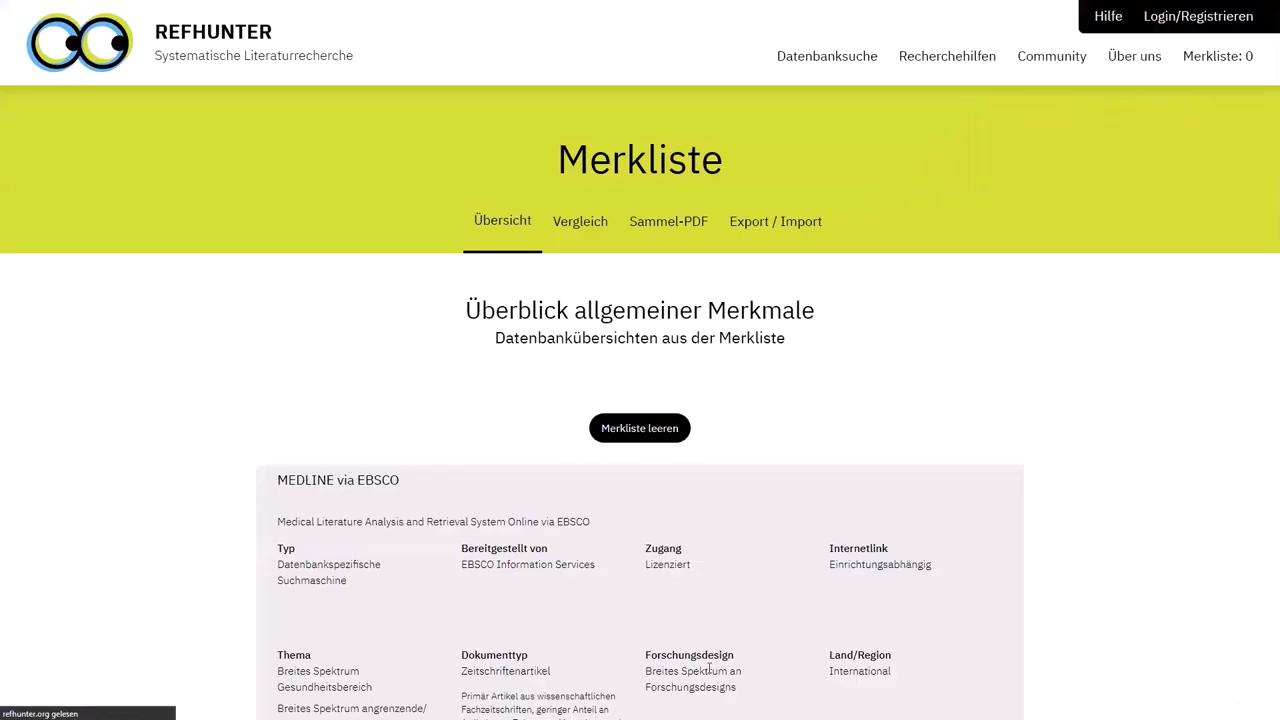 Hilfe Login/Registrieren
REFHUNTER
Systematische Literaturrecherche
Datenbanksuche Recherchehilfen Community Über uns Merkliste: 0
Merkliste
Übersicht Vergleich Sammel-PDF Export / Import
Überblick allgemeiner Merkmale
Datenbankübersichten aus der Merkliste
Merkliste leeren
MEDLINE via EBSCO
Medical Literature Analysis and Retrieval System Online via EBSCO
Typ Bereitgestellt von Zugang Internetlink
Datenbankspezifische EBSCO Information Services Lizenziert Einrichtungsabhängig
Suchmaschine
Thema Dokumenttyp Forschungsdesign Land/Region
Breites Spektrum Zeitschriftenartikel Breites Spektrum an International
Gesundheitsbereich Forschungsdesigns
Primär Artikel aus wissenschaftlichen
Breites Spektrum angrenzende/ Fachzeitschriften, geringer Anteil an
refhunter.org gelesen